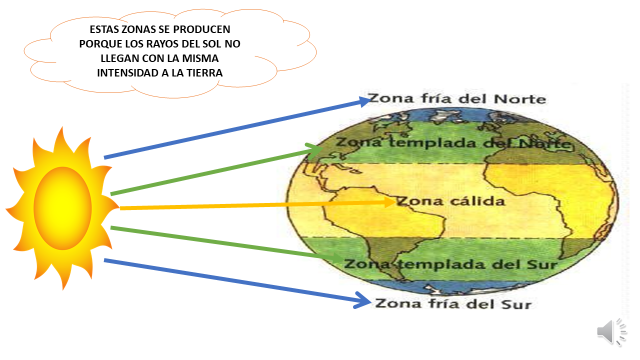 ESTAS ZONAS SE PRODUCEN
PORQUE LOS RAYOS DEL SOL NO
LLEGAN CON LA MISMA
INTENSIDAD A LA TIERRA
Zona fría del Norte
Zona templada del Norte
Zona cálida
Zona templada del Sur
Zona fría del Sur